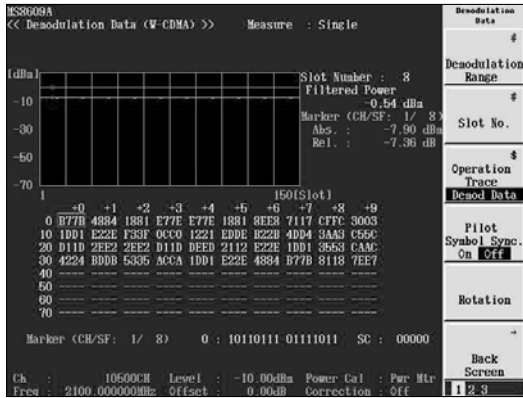 MS8609A
<< Demodulation Data (W-CDMA) >> Measure : Single
[dBm]
Slot Number : 8
Filtered Power
-0.54 dBm
Marker (CH/SF: 1/ 8)
Abs. : -7.90 dBm
Rel. : -7.36 dB
-10
-30
-50
-70
1 150[Slot]
+0 +1 +2 +3 +4 +5 +6 +7 +8 +9
0 B77B 4884 1881 E77E E77E 1881 8EE8 7117 CFFC 3003
10 1DD1 E22E F33F 0CC0 1221 EDDE B22B 4DD4 3AA3 C55C
20 D11D 2EE2 2EE2 D11D DEED 2112 E22E 1DD1 3553 CAAC
30 4224 BDDB 5335 ACCA 1DD1 E22E 4884 B77B 8118 7EE7
40 ---- ---- ---- ---- ---- ---- ---- ---- ---- ----
50 ---- ---- ---- ---- ---- ---- ---- ---- ---- ----
60 ---- ---- ---- ---- ---- ---- ---- ---- ---- ----
70 ---- ---- ---- ---- ---- ---- ---- ---- ---- ----
Marker (CH/SF: 1/ 8) 0 : 10110111 01111011 SC : 00000
Ch : 10500CH Level : -10.00dBm Power Cal : Pwr Mtr
Freq : 2100.000000MHz Offset : 0.00dB Correction : Off
Demodulation
Data
#
Demodulation
Range
#
Slot No.
$
Operation
Trace
Demod Data
Pilot
Symbol Sync.
On Off
Rotation
→
Back
Screen
1 2 3